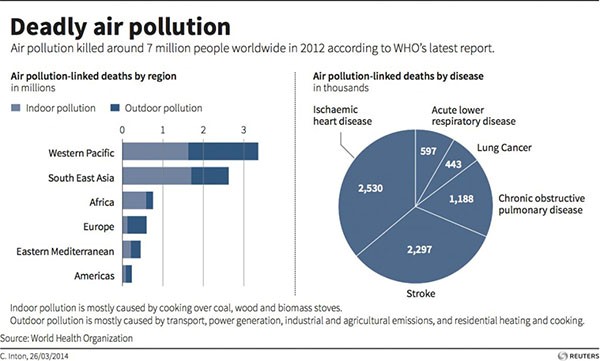 Deadly air pollution
Air pollution killed around 7 million people worldwide in 2012 according to WHO's latest report.
Air pollution-linked deaths by region
in millions
Indoor pollution
Outdoor pollution
0 1 2 3
Western Pacific
South East Asia
Africa
Europe
Eastern Mediterranean
Americas
Air pollution-linked deaths by disease
in thousands
Ischaemic
heart disease
Acute lower
respiratory disease
Lung Cancer
597
443
2,530
1,188
Chronic obstructive
pulmonary disease
2,297
Stroke
Indoor pollution is mostly caused by cooking over coal, wood and biomass stoves.
Outdoor pollution is mostly caused by transport, power generation, industrial and agricultural emissions, and residential heating and cooking.
Source: World Health Organization
C. Inton, 26/03/2014
REUTERS